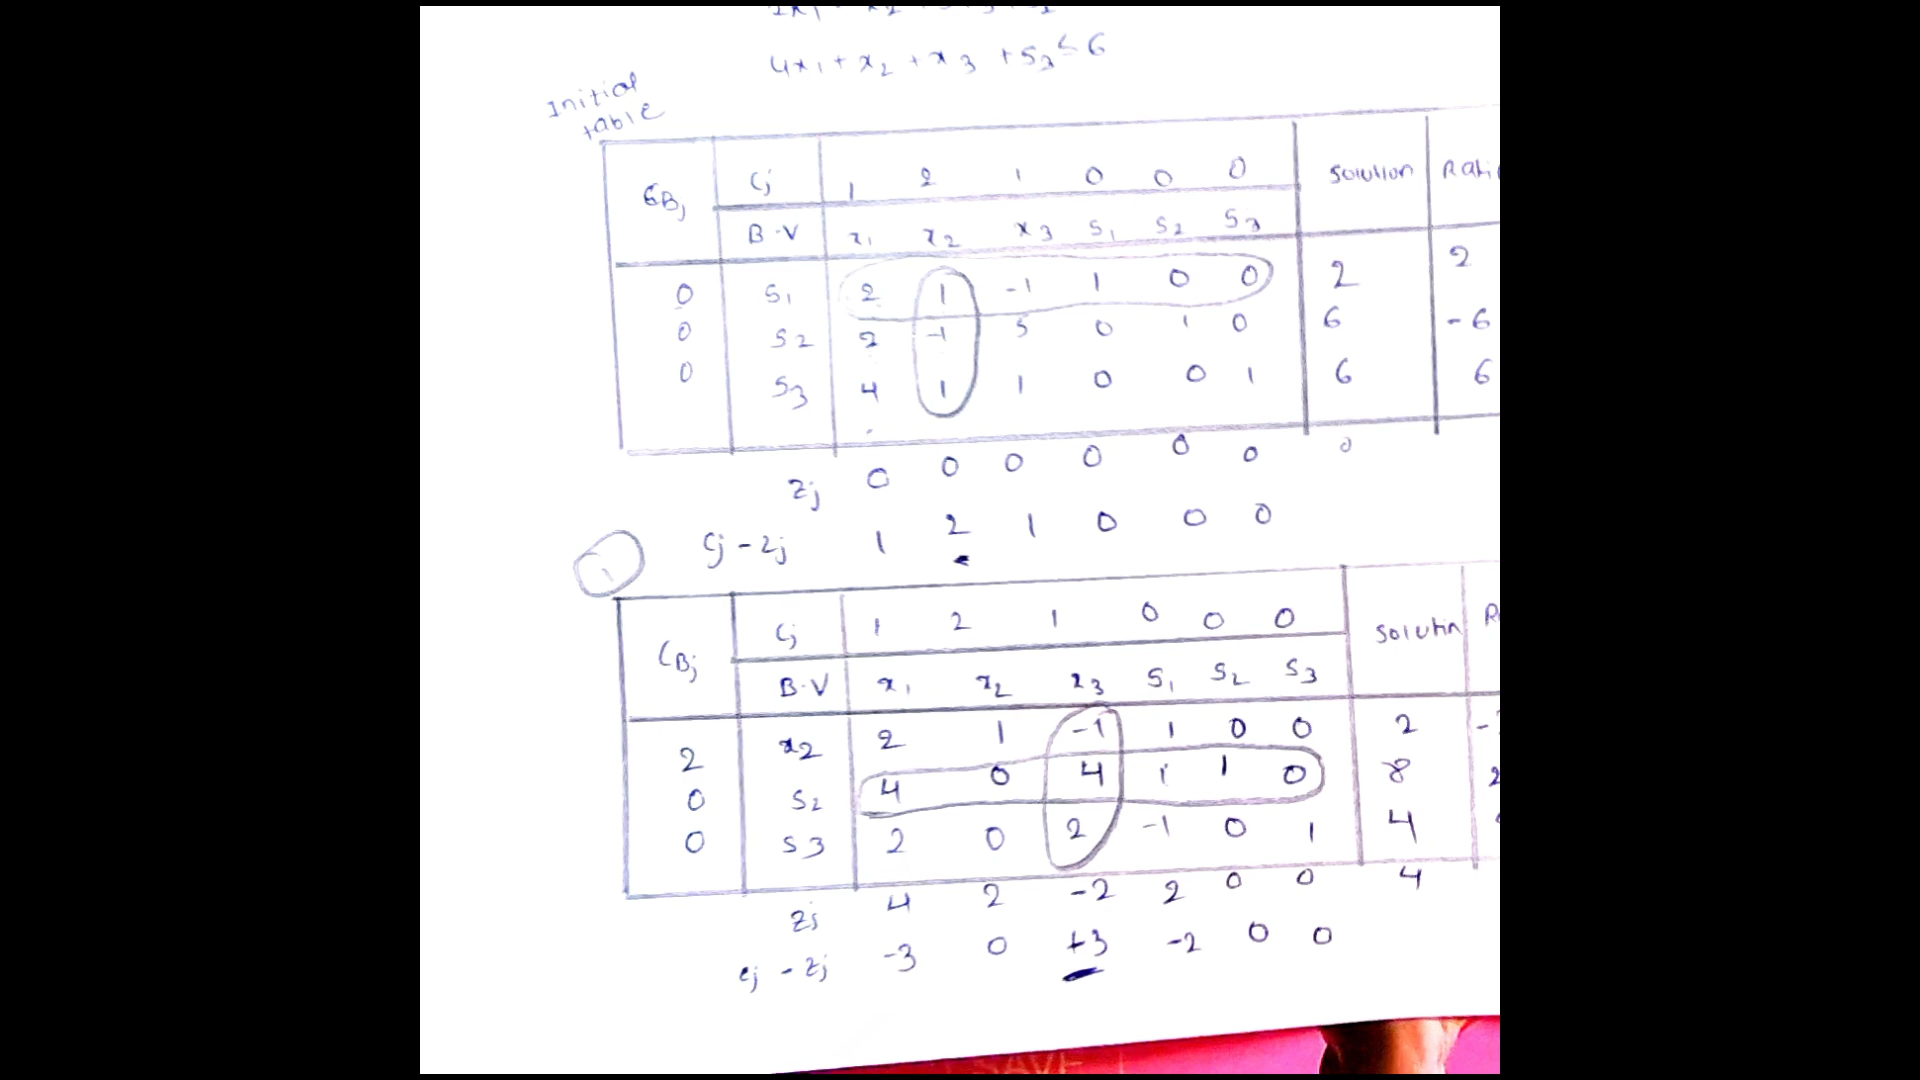 4x1 + x2 + x3 + s3 ≤ 6
Initial
table
CBj Cj 1 2 1 0 0 0 Solution Rati
B.V x1 x2 x3 s1 s2 s3
0 s1 2 1 -1 1 0 0 2 2
0 s2 2 -1 5 0 1 0 6 -6
0 s3 4 1 1 0 0 1 6 6
Zj 0 0 0 0 0 0 0
Cj - Zj 1 2 1 0 0 0
1
CBj Cj 1 2 1 0 0 0 Solutin R
B.V x1 x2 x3 s1 s2 s3
2 x2 2 1 -1 1 0 0 2
0 s2 4 0 4 1 1 0 8 2
0 s3 2 0 2 -1 0 1 4
Zj 4 2 -2 2 0 0 4
Cj - Zj -3 0 +3 -2 0 0